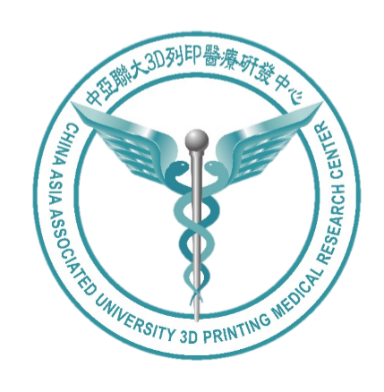 中亞聯大3D列印醫療研發中心
CHINA ASIA ASSOCIATED UNIVERSITY 3D PRINTING MEDICAL RESEARCH CENTER